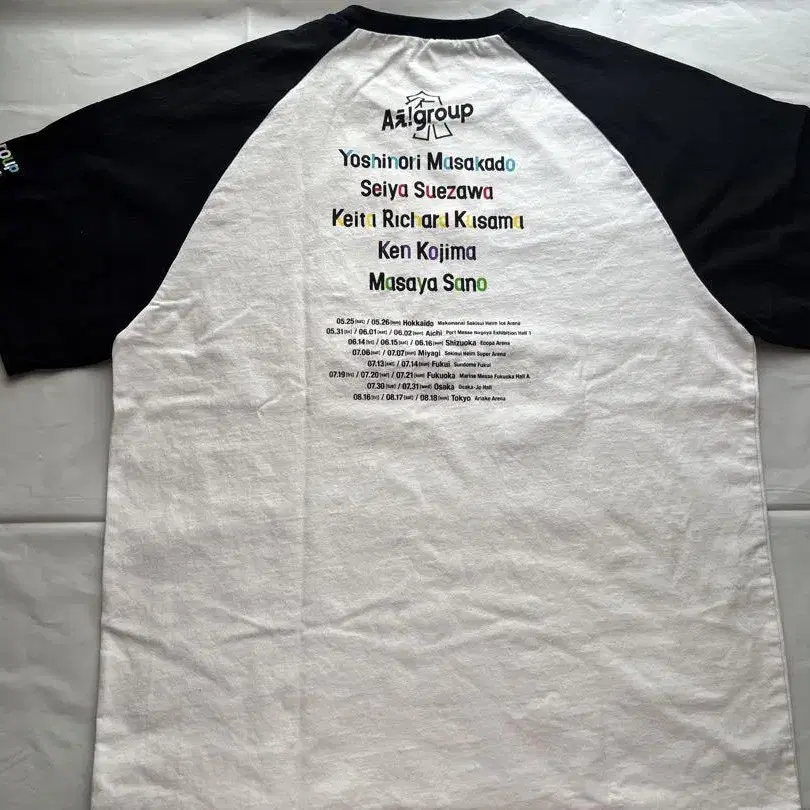 Aぇ!group
Yoshinori Masakado
Seiya Suezawa
Keita Richard Kusama
Ken Kojima
Masaya Sano
05.25 [sat] / 05.26 [sun] Hokkaido Makomanai Sekisui Heim Ice Arena
05.31 [fri] / 06.01 [sat] / 06.02 [sun] Aichi Port Messe Nagoya Exhibition Hall 1
06.14 [fri] / 06.15 [sat] / 06.16 [sun] Shizuoka Ecopa Arena
07.06 [sat] / 07.07 [sun] Miyagi Sekisui Heim Super Arena
07.13 [sat] / 07.14 [sun] Fukui Sundome Fukui
07.19 [fri] / 07.20 [sat] / 07.21 [sun] Fukuoka Marine Messe Fukuoka Hall A
07.30 [tue] / 07.31 [wed] Osaka Osaka-Jo Hall
08.16 [fri] / 08.17 [sat] / 08.18 [sun] Tokyo Ariake Arena
roup